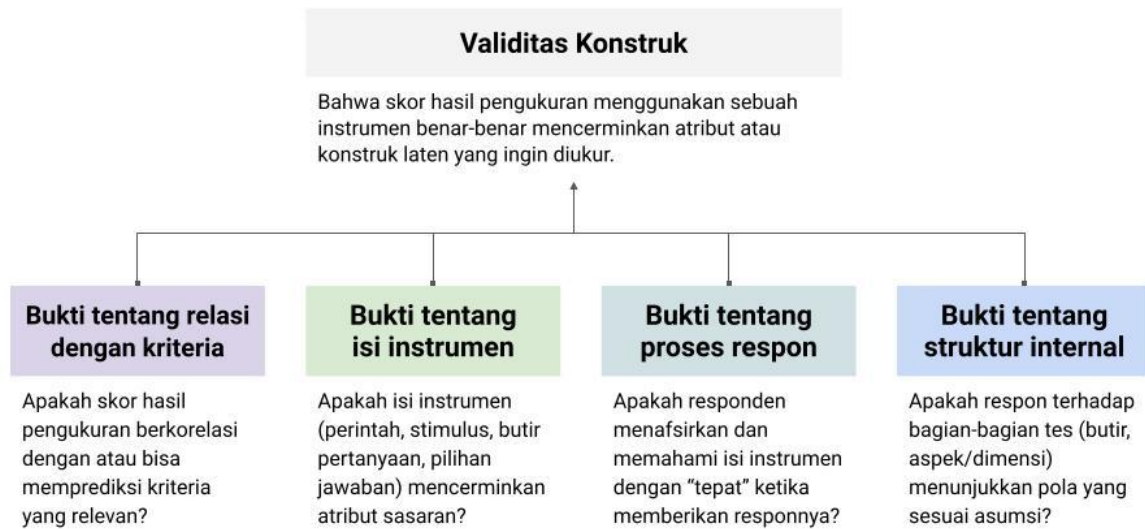 Validitas Konstruk
Bahwa skor hasil pengukuran menggunakan sebuah
instrumen benar-benar mencerminkan atribut atau
konstruk laten yang ingin diukur.
Bukti tentang relasi
dengan kriteria
Apakah skor hasil
pengukuran berkorelasi
dengan atau bisa
memprediksi kriteria
yang relevan?
Bukti tentang
isi instrumen
Apakah isi instrumen
(perintah, stimulus, butir
pertanyaan, pilihan
jawaban) mencerminkan
atribut sasaran?
Bukti tentang
proses respon
Apakah responden
menafsirkan dan
memahami isi instrumen
dengan “tepat” ketika
memberikan responnya?
Bukti tentang
struktur internal
Apakah respon terhadap
bagian-bagian tes (butir,
aspek/dimensi)
menunjukkan pola yang
sesuai asumsi?